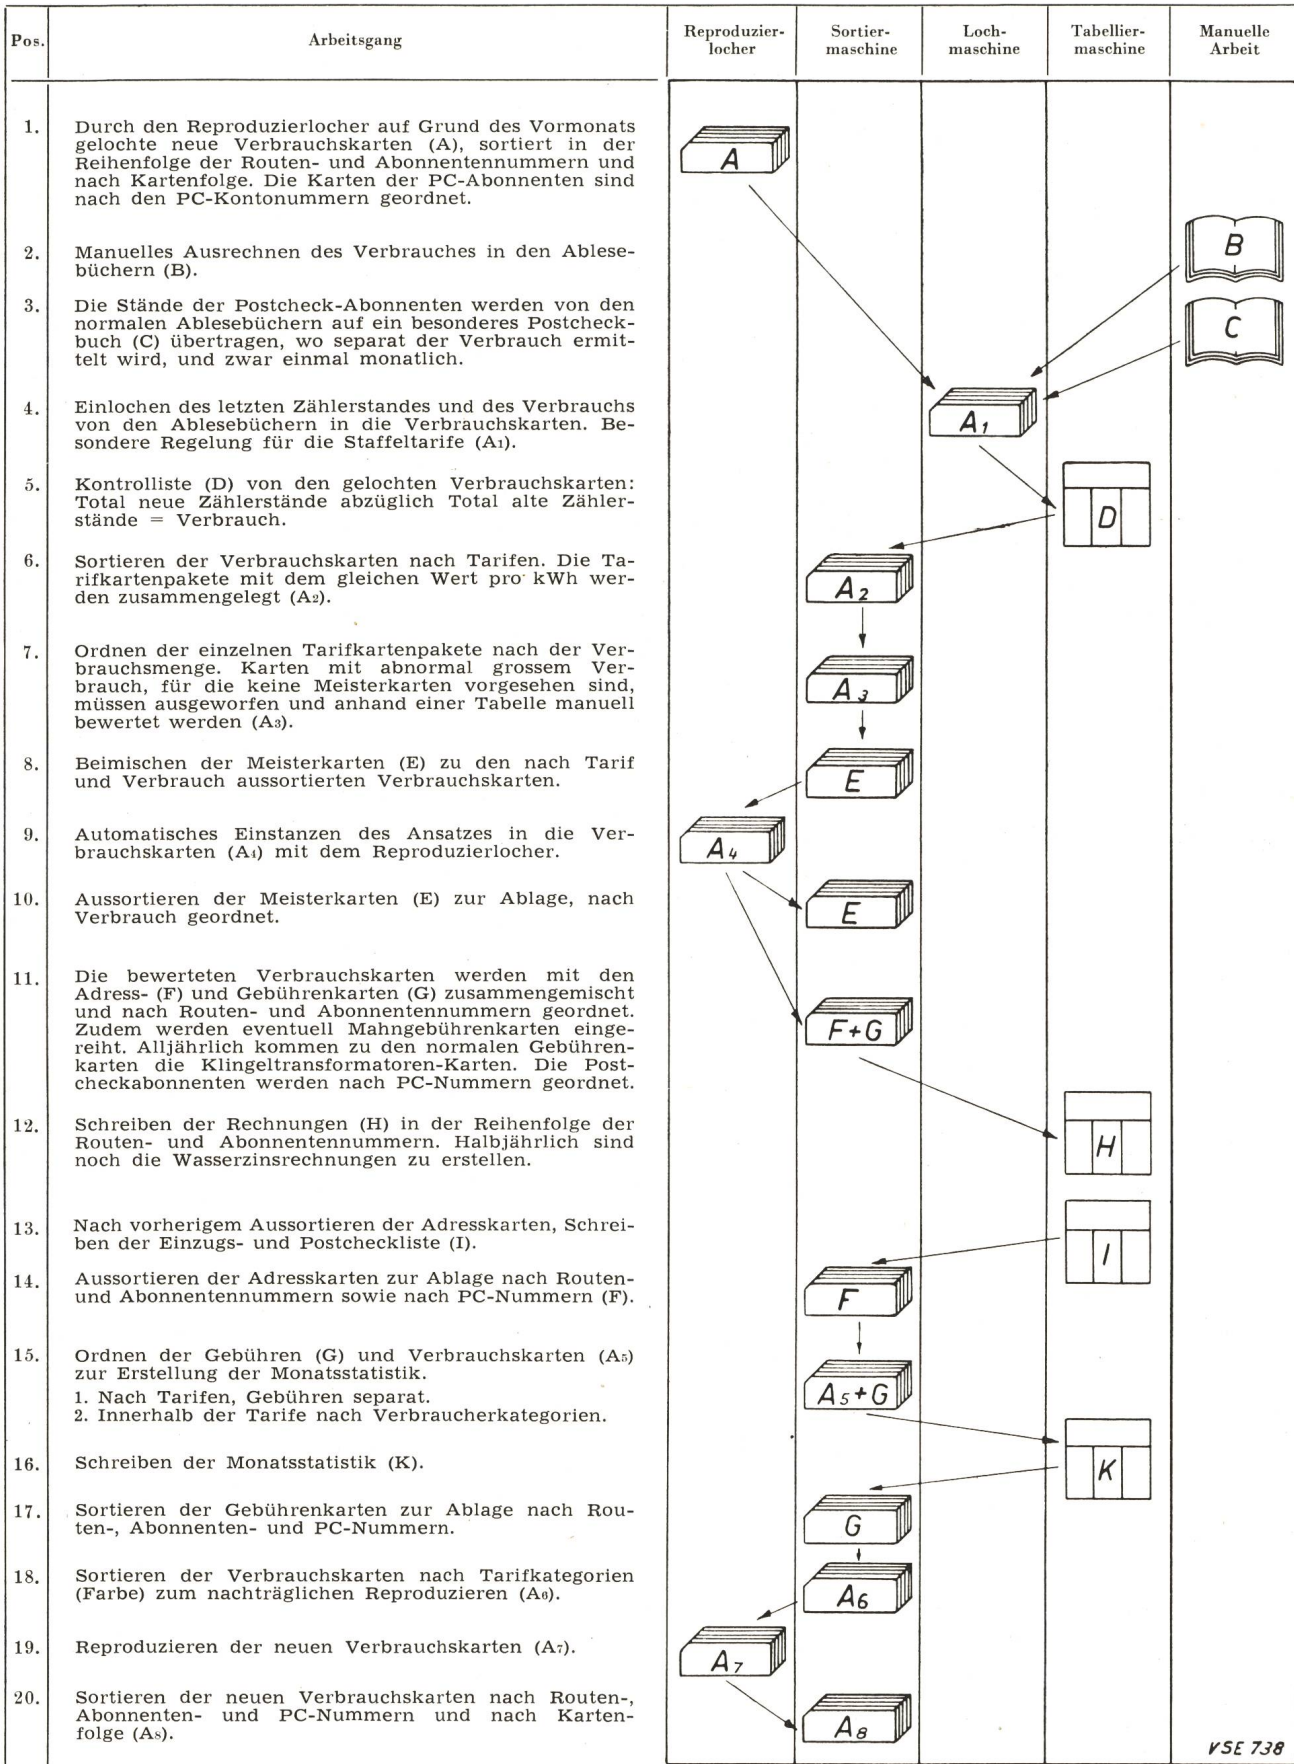 Pos.
Arbeitsgang
Reproduzier-
locher
Sortier-
maschine
Loch-
maschine
Tabellier-
maschine
Manuelle
Arbeit
1. Durch den Reproduzierlocher auf Grund des Vormonats
gelochte neue Verbrauchskarten (A), sortiert in der
Reihenfolge der Routen- und Abonnentennummern und
nach Kartenfolge. Die Karten der PC-Abonnenten sind
nach den PC-Kontonummern geordnet.
A
2. Manuelles Ausrechnen des Verbrauches in den Ablese-
büchern (B).
B
3. Die Stände der Postcheck-Abonnenten werden von den
normalen Ablesebüchern auf ein besonderes Postcheck-
buch (C) übertragen, wo separat der Verbrauch ermit-
telt wird, und zwar einmal monatlich.
C
4. Einlochen des letzten Zählerstandes und des Verbrauchs
von den Ablesebüchern in die Verbrauchskarten. Be-
sondere Regelung für die Staffeltarife (A₁).
A₁
5. Kontrolliste (D) von den gelochten Verbrauchskarten:
Total neue Zählerstände abzüglich Total alte Zähler-
stände = Verbrauch.
D
6. Sortieren der Verbrauchskarten nach Tarifen. Die Ta-
rifkartenpakete mit dem gleichen Wert pro kWh wer-
den zusammengelegt (A₂).
A₂
7. Ordnen der einzelnen Tarifkartenpakete nach der Ver-
brauchsmenge. Karten mit abnormal grossem Ver-
brauch, für die keine Meisterkarten vorgesehen sind,
müssen ausgeworfen und anhand einer Tabelle manuell
bewertet werden (A₃).
A₃
8. Beimischen der Meisterkarten (E) zu den nach Tarif
und Verbrauch aussortierten Verbrauchskarten.
E
9. Automatisches Einstanzen des Ansatzes in die Ver-
brauchskarten (A₄) mit dem Reproduzierlocher.
A₄
10. Aussortieren der Meisterkarten (E) zur Ablage, nach
Verbrauch geordnet.
E
11. Die bewerteten Verbrauchskarten werden mit den
Adress- (F) und Gebührenkarten (G) zusammengemischt
und nach Routen- und Abonnentennummern geordnet.
Zudem werden eventuell Mahngebührenkarten einge-
reiht. Alljährlich kommen zu den normalen Gebühren-
karten die Klingeltransformatoren-Karten. Die Post-
checkabonnenten werden nach PC-Nummern geordnet.
F+G
12. Schreiben der Rechnungen (H) in der Reihenfolge der
Routen- und Abonnentennummern. Halbjährlich sind
noch die Wasserzinsrechnungen zu erstellen.
H
13. Nach vorherigem Aussortieren der Adresskarten, Schrei-
ben der Einzugs- und Postcheckliste (I).
I
14. Aussortieren der Adresskarten zur Ablage nach Routen-
und Abonnentennummern sowie nach PC-Nummern (F).
F
15. Ordnen der Gebühren (G) und Verbrauchskarten (A₅)
zur Erstellung der Monatsstatistik.
1. Nach Tarifen, Gebühren separat.
2. Innerhalb der Tarife nach Verbraucherkategorien.
A₅+G
16. Schreiben der Monatsstatistik (K).
K
17. Sortieren der Gebührenkarten zur Ablage nach Rou-
ten-, Abonnenten- und PC-Nummern.
G
18. Sortieren der Verbrauchskarten nach Tarifkategorien
(Farbe) zum nachträglichen Reproduzieren (A₆).
A₆
19. Reproduzieren der neuen Verbrauchskarten (A₇).
A₇
20. Sortieren der neuen Verbrauchskarten nach Routen-,
Abonnenten- und PC-Nummern und nach Karten-
folge (A₈).
A₈
VSE 738